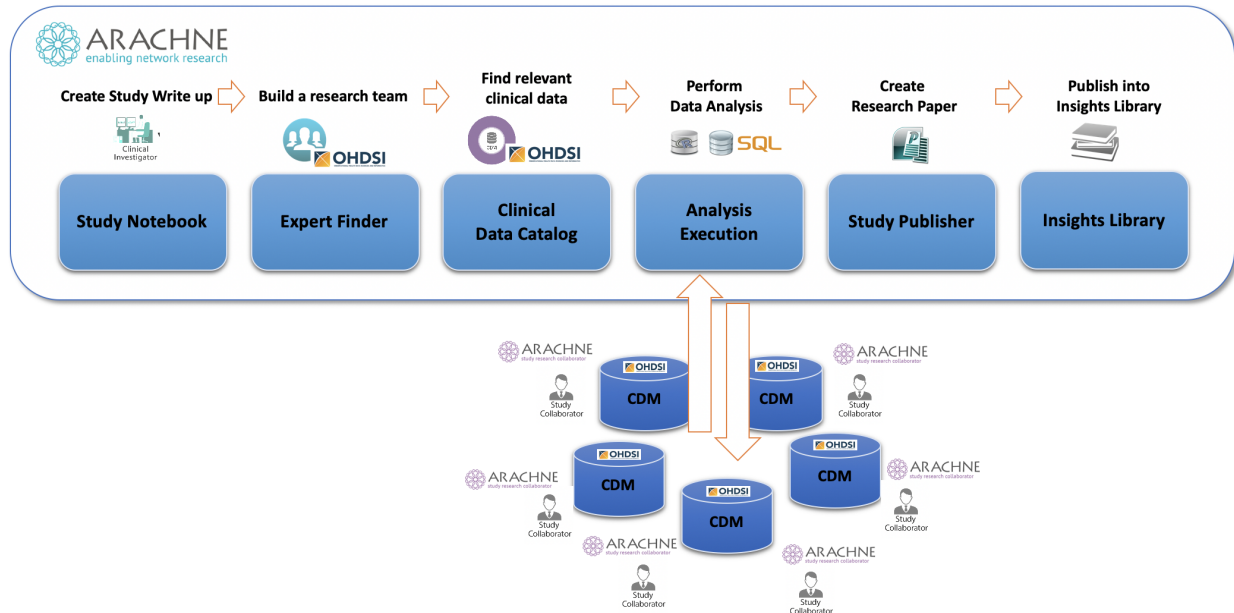 ARACHNE
enabling network research
Create Study Write up
Build a research team
Find relevant
clinical data
Perform
Data Analysis
Create
Research Paper
Publish into
Insights Library
Clinical
Investigator
OHDSI
OHDSI
SQL
Study Notebook
Expert Finder
Clinical
Data Catalog
Analysis
Execution
Study Publisher
Insights Library
ARACHNE
study research collaborator
Study
Collaborator
OHDSI
CDM
OHDSI
CDM
ARACHNE
study research collaborator
Study
Collaborator
ARACHNE
study research collaborator
Study
Collaborator
OHDSI
CDM
OHDSI
CDM
OHDSI
CDM
ARACHNE
study research collaborator
Study
Collaborator
ARACHNE
study research collaborator
Study
Collaborator
ARACHNE
study research collaborator
Study
Collaborator